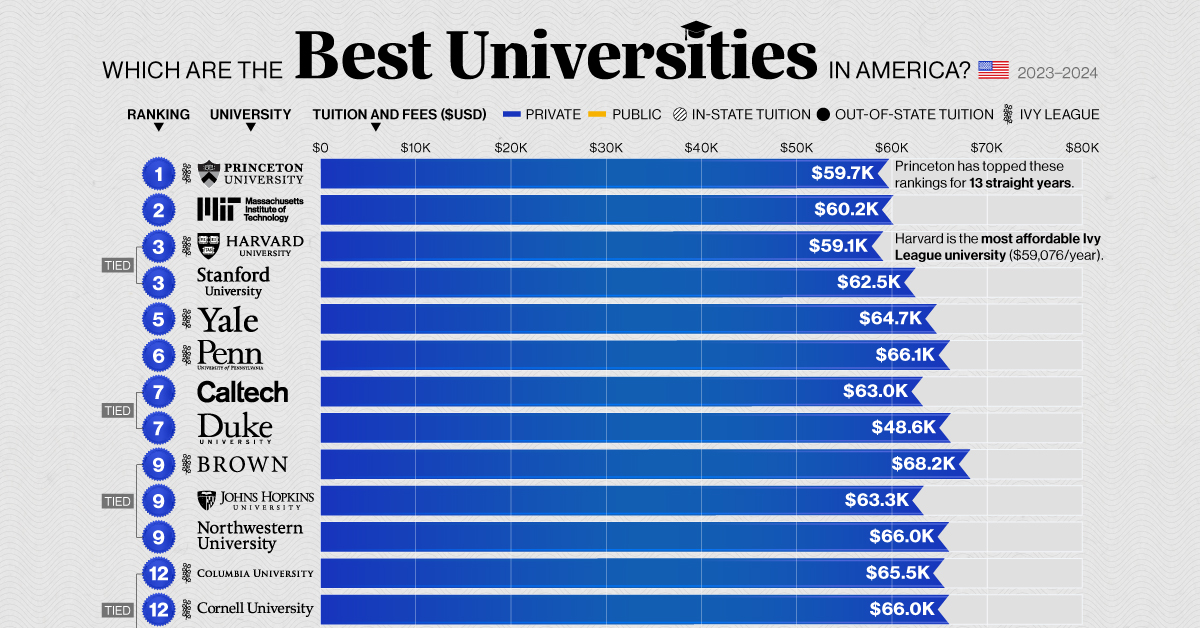 WHICH ARE THE Best Universities IN AMERICA? 2023–2024
RANKING UNIVERSITY TUITION AND FEES ($USD) PRIVATE PUBLIC IN-STATE TUITION OUT-OF-STATE TUITION IVY LEAGUE
$0 $10K $20K $30K $40K $50K $60K $70K $80K
1 PRINCETON UNIVERSITY $59.7K
Princeton has topped these
rankings for 13 straight years.
2 MIT Massachusetts Institute of Technology $60.2K
TIED
3 HARVARD UNIVERSITY $59.1K
Harvard is the most affordable Ivy
League university ($59,076/year).
3 Stanford University $62.5K
5 Yale $64.7K
6 Penn UNIVERSITY OF PENNSYLVANIA $66.1K
TIED
7 Caltech $63.0K
7 Duke UNIVERSITY $48.6K
TIED
9 BROWN $68.2K
9 JOHNS HOPKINS UNIVERSITY $63.3K
9 Northwestern University $66.0K
TIED
12 COLUMBIA UNIVERSITY $65.5K
12 Cornell University $66.0K